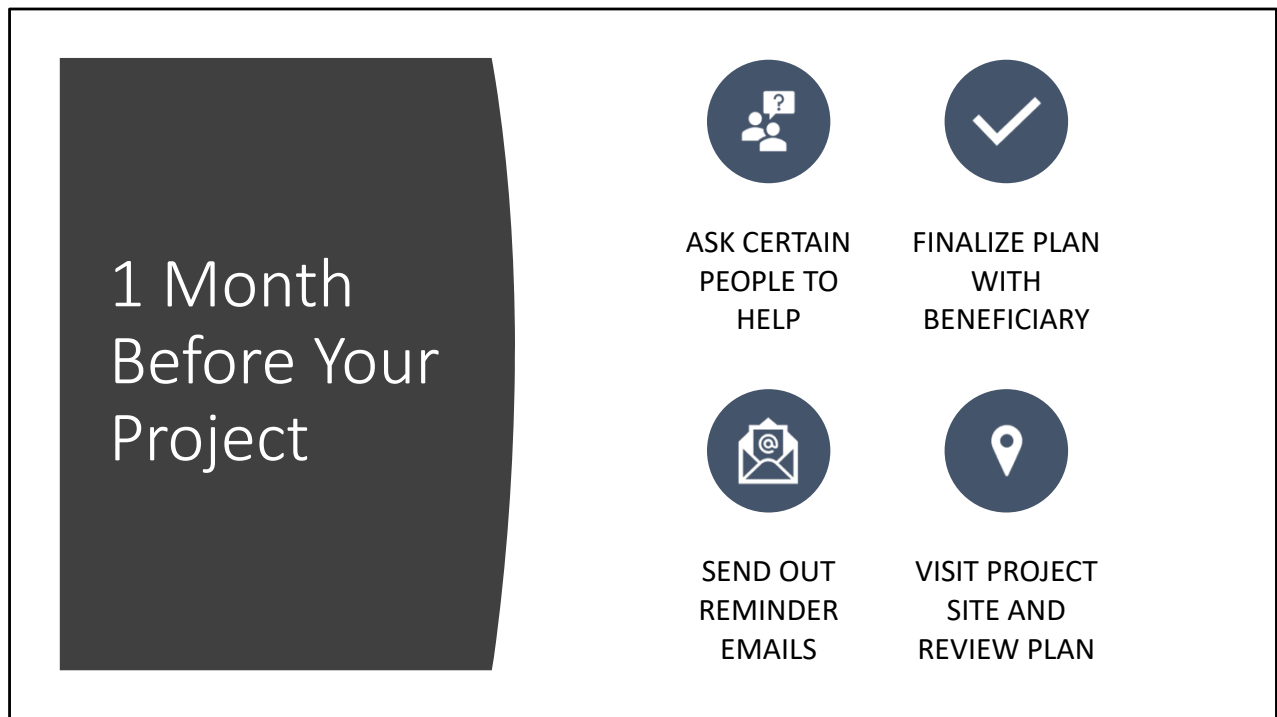 1 Month
Before Your
Project
?
ASK CERTAIN
PEOPLE TO
HELP
FINALIZE PLAN
WITH
BENEFICIARY
@
SEND OUT
REMINDER
EMAILS
VISIT PROJECT
SITE AND
REVIEW PLAN